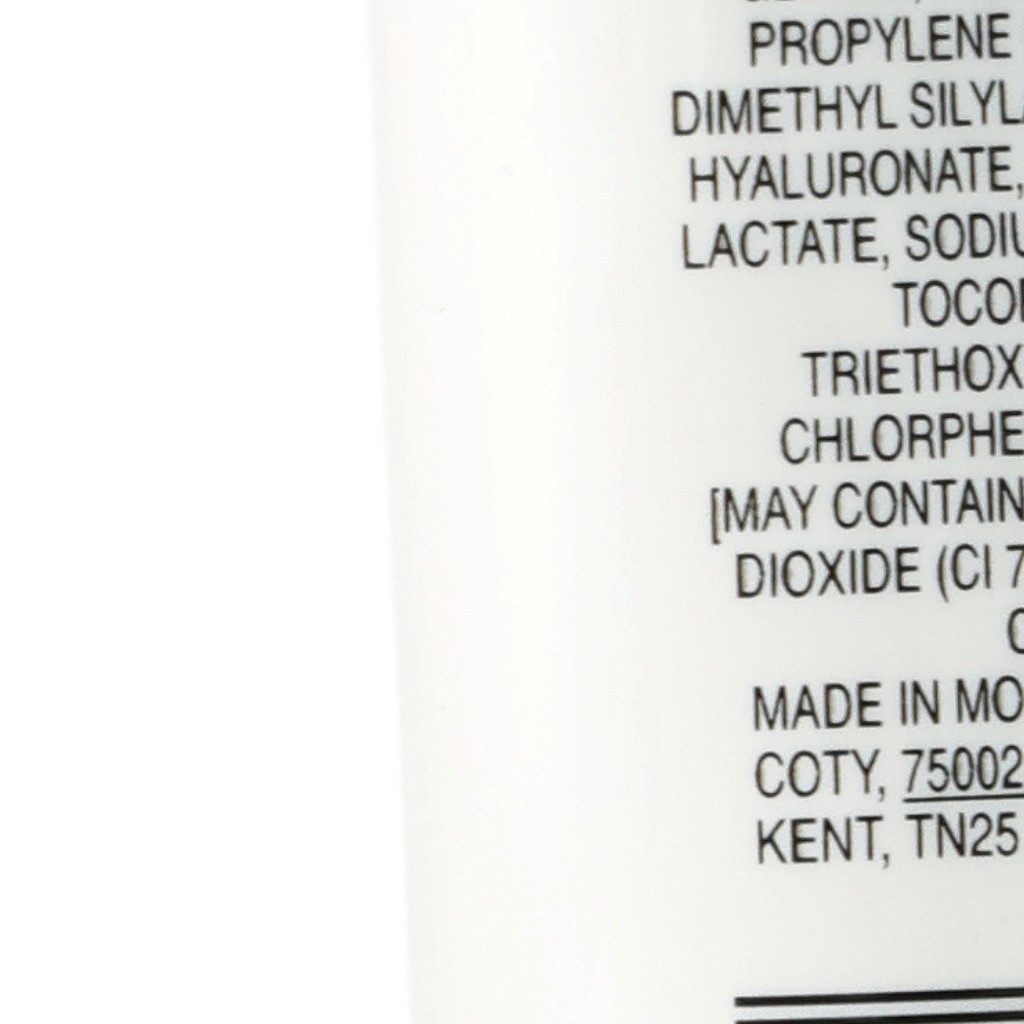 PROPYLENE
DIMETHYL SILYL
HYALURONATE,
LACTATE, SODIU
TOCO
TRIETHOX
CHLORPHE
[MAY CONTAIN
DIOXIDE (CI 7
MADE IN MO
COTY, 75002
KENT, TN25